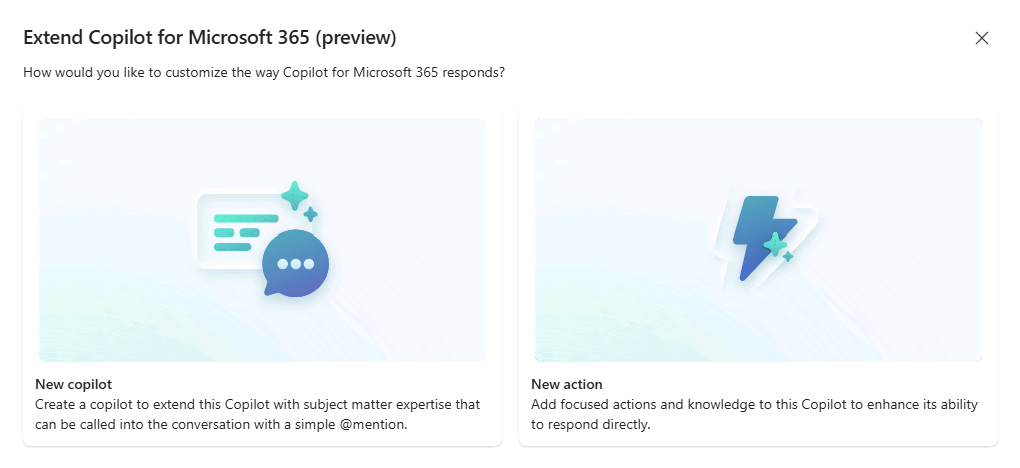 Extend Copilot for Microsoft 365 (preview)
How would you like to customize the way Copilot for Microsoft 365 responds?
New copilot
Create a copilot to extend this Copilot with subject matter expertise that
can be called into the conversation with a simple @mention.
New action
Add focused actions and knowledge to this Copilot to enhance its ability
to respond directly.